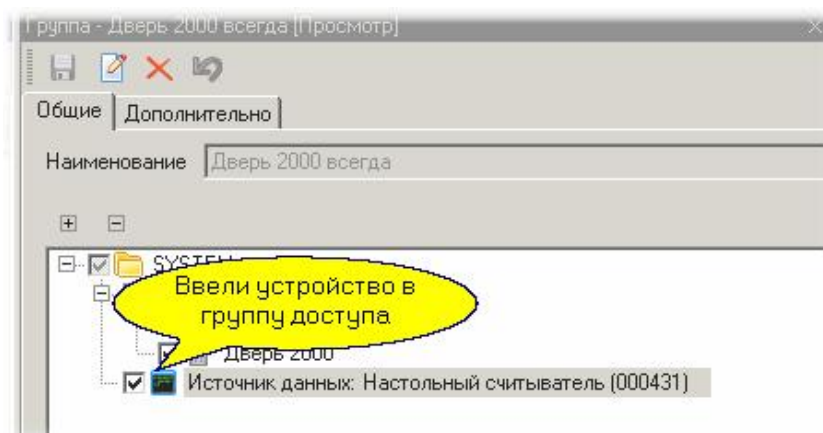 Группа - Дверь 2000 всегда [Просмотр]
Общие
Дополнительно
Наименование
Дверь 2000 всегда
SYSTEM
Ввели устройство в
группу доступа
Дверь 2000
Источник данных: Настольный считыватель (000431)